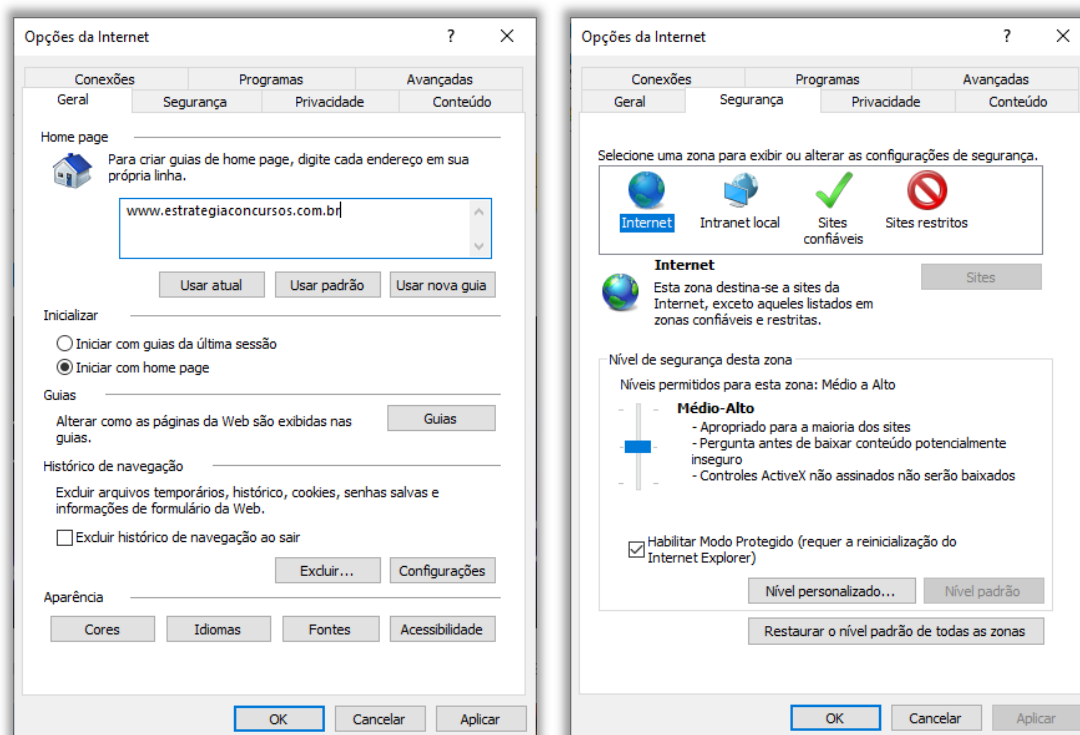 Opções da Internet ? X
Conexões Programas Avançadas
Geral Segurança Privacidade Conteúdo
Home page
Para criar guias de home page, digite cada endereço em sua
própria linha.
www.estrategiaconcursos.com.br
Usar atual Usar padrão Usar nova guia
Inicializar
Iniciar com guias da última sessão
Iniciar com home page
Guias
Alterar como as páginas da Web são exibidas nas
guias.
Guias
Histórico de navegação
Excluir arquivos temporários, histórico, cookies, senhas salvas e
informações de formulário da Web.
Excluir histórico de navegação ao sair
Excluir... Configurações
Aparência
Cores Idiomas Fontes Acessibilidade
OK Cancelar Aplicar
Opções da Internet ? X
Conexões Programas Avançadas
Geral Segurança Privacidade Conteúdo
Selecione uma zona para exibir ou alterar as configurações de segurança.
Internet Intranet local Sites
confiáveis Sites restritos
Internet
Esta zona destina-se a sites da
Internet, exceto aqueles listados em
zonas confiáveis e restritas.
Sites
Nível de segurança desta zona
Níveis permitidos para esta zona: Médio a Alto
Médio-Alto
- Apropriado para a maioria dos sites
- Pergunta antes de baixar conteúdo potencialmente
inseguro
- Controles ActiveX não assinados não serão baixados
Habilitar Modo Protegido (requer a reinicialização do
Internet Explorer)
Nível personalizado... Nível padrão
Restaurar o nível padrão de todas as zonas
OK Cancelar Aplicar